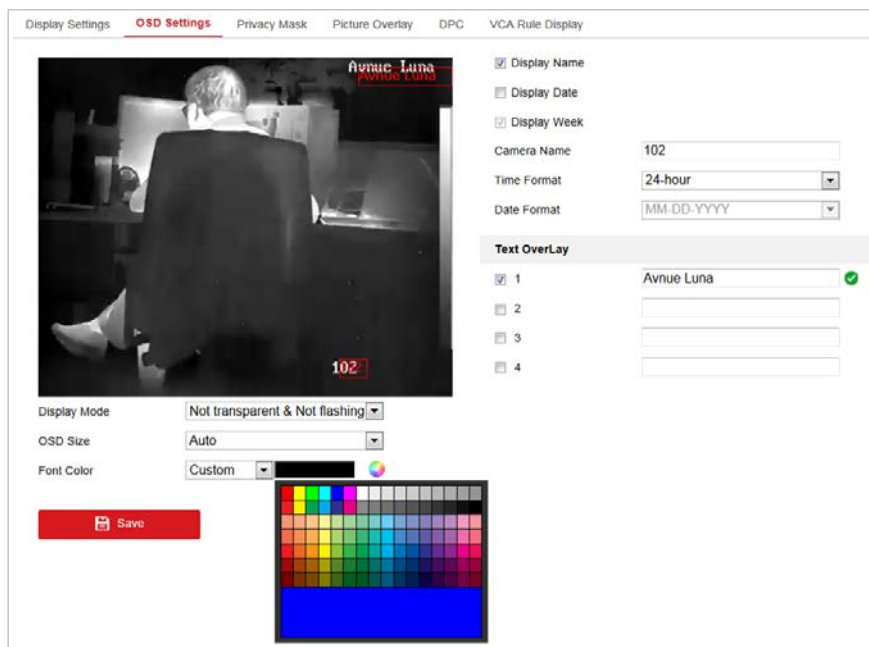 Display Settings OSD Settings Privacy Mask Picture Overlay DPC VCA Rule Display
Avnue Luna
Avnue Luna
102
Display Mode Not transparent & Not flashing
OSD Size Auto
Font Color Custom
Save
Display Name
Display Date
Display Week
Camera Name 102
Time Format 24-hour
Date Format MM-DD-YYYY
Text OverLay
1 Avnue Luna
2
3
4